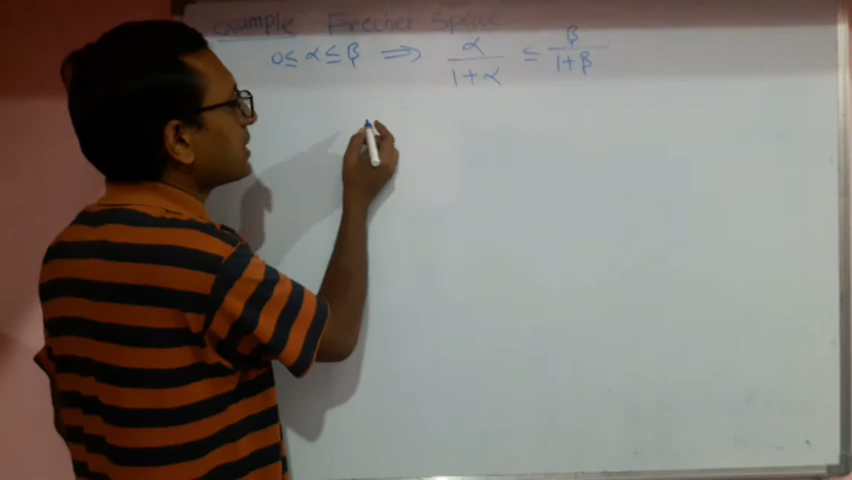 example Frechet Space
0 ≤ α ≤ β ⟹ α/(1+α) ≤ β/(1+β)